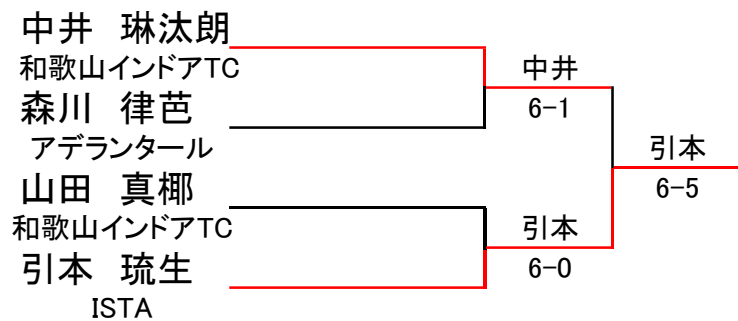 中井　琳汰朗
和歌山インドアTC
森川　律芭
アデランタール
山田　真椰
和歌山インドアTC
引本　琉生
ISTA
中井
6-1
引本
6-0
引本
6-5